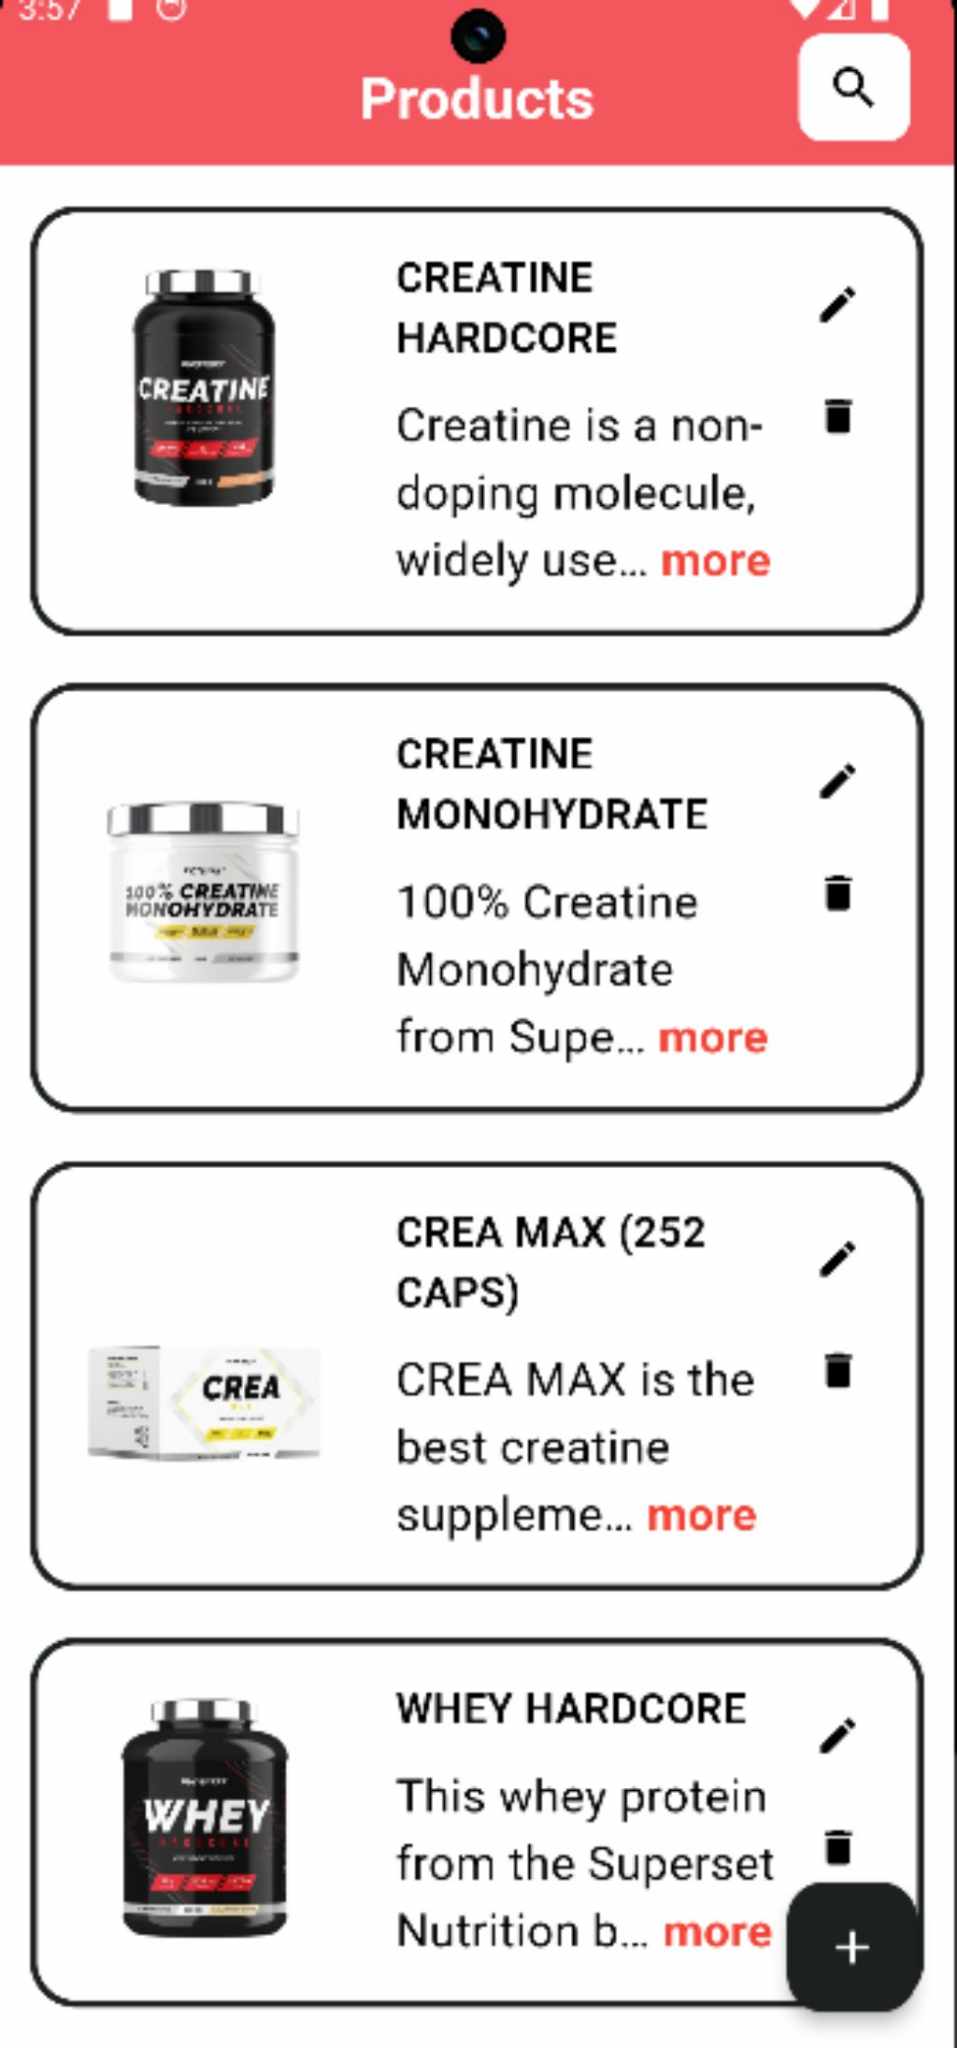 3:57
Products
CREATINE
HARDCORE
Creatine is a non-
doping molecule,
widely use... more
CREATINE
CREATINE
MONOHYDRATE
100% Creatine
Monohydrate
from Supe... more
100% CREATINE
MONOHYDRATE
CREA MAX (252
CAPS)
CREA MAX is the
best creatine
suppleme... more
CREA
WHEY HARDCORE
This whey protein
from the Superset
Nutrition b... more
WHEY
HARDCORE